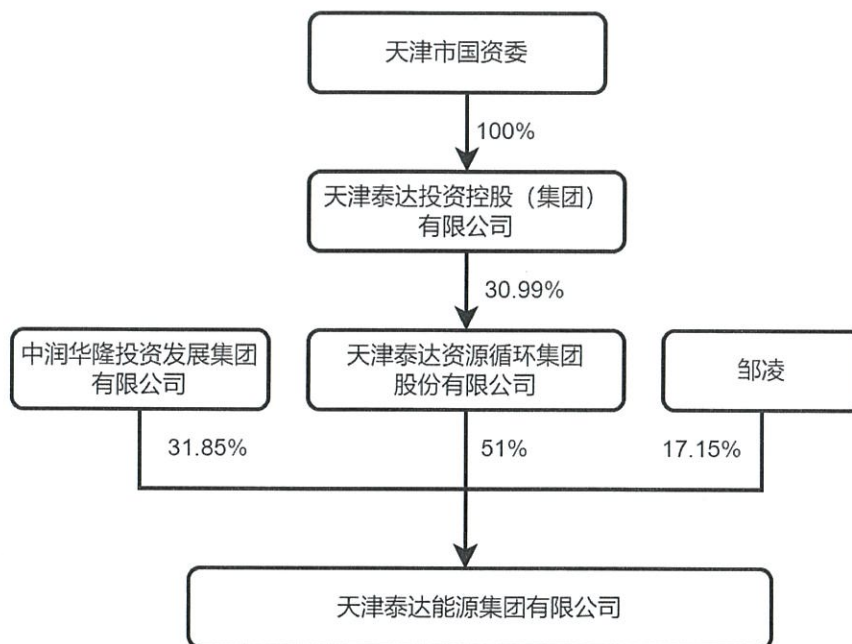 天津市国资委
100%
天津泰达投资控股（集团）
有限公司
30.99%
中润华隆投资发展集团
有限公司
天津泰达资源循环集团
股份有限公司
邹凌
31.85%
51%
17.15%
天津泰达能源集团有限公司